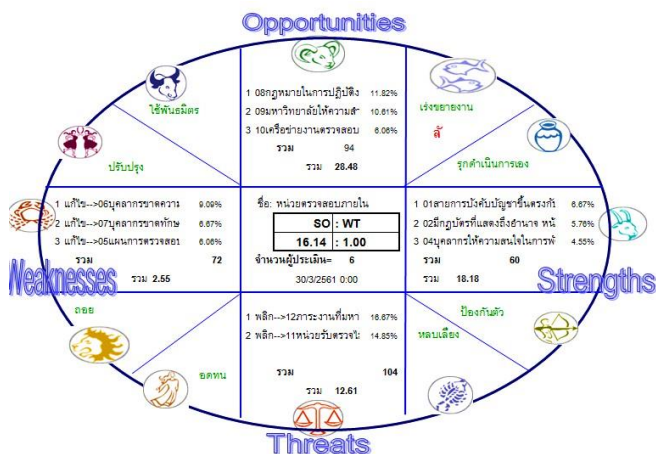 Opportunities
1 08กฎหมายในการปฏิบัติง 11.82%
2 09มหาวิทยาลัยให้ความสำ 10.61%
3 10เครือข่ายงานตรวจสอบ 6.06%
รวม 94
รวม 28.48
ใช้พันธมิตร
ปรับปรุง
เร่งขยายงาน
ลั
รุกดำเนินการเอง
1 แก้ไข-->06บุคลากรขาดความ 9.09%
2 แก้ไข-->07บุคลากรขาดทักษ 6.67%
3 แก้ไข-->05แผนการตรวจสอบ 6.06%
รวม 72
รวม 2.55
Weaknesses
ชื่อ: หน่วยตรวจสอบภายใน
SO : WT
16.14 : 1.00
จำนวนผู้ประเมิน= 6
30/3/2561 0:00
1 01สายการบังคับบัญชาขึ้นตรงกับ 6.67%
2 02มีกฎบัตรที่แสดงถึงอำนาจ หน้ 5.76%
3 04บุคลากรให้ความสนใจในการพั 4.55%
รวม 60
รวม 18.18
Strengths
ถอย
อดทน
1 พลิก-->12ภาระงานที่มหา 16.67%
2 พลิก-->11หน่วยรับตรวจไ 14.85%
รวม 104
รวม 12.61
ป้องกันตัว
หลบเลี่ยง
Threats